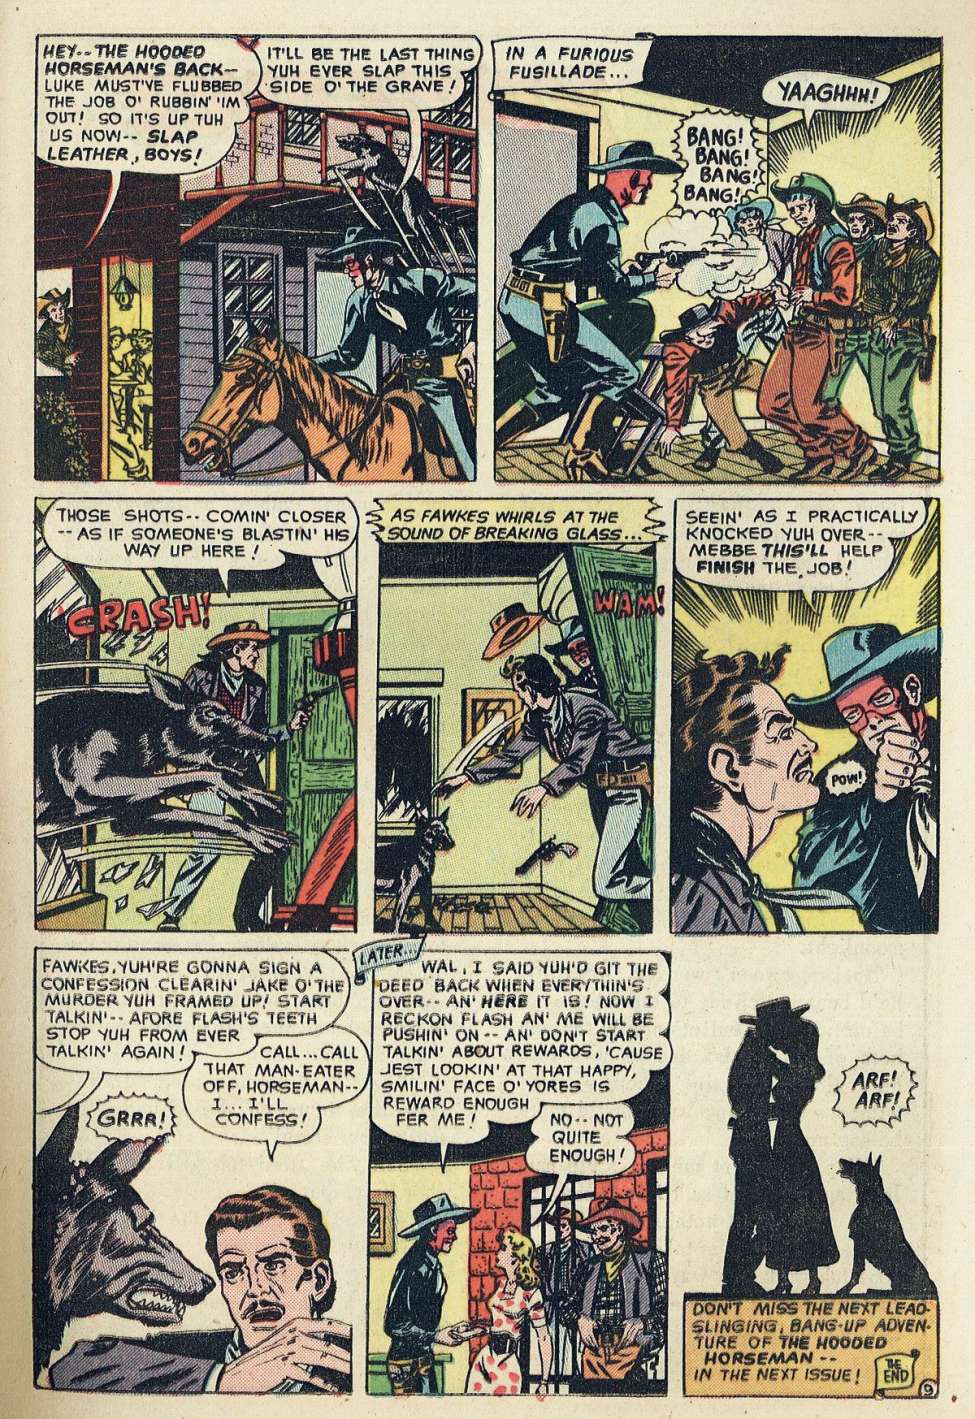 HEY-- THE HOODED
HORSEMAN'S BACK--
LUKE MUST'VE FLUBBED
THE JOB O' RUBBIN' 'IM
OUT! SO IT'S UP TUH
US NOW-- SLAP
LEATHER, BOYS!
IT'LL BE THE LAST THING
YUH EVER SLAP THIS
SIDE O' THE GRAVE!
IN A FURIOUS
FUSILLADE...
BANG!
BANG!
BANG!
BANG!
YAAGHHH!
THOSE SHOTS-- COMIN' CLOSER
-- AS IF SOMEONE'S BLASTIN' HIS
WAY UP HERE!
CRASH!
AS FAWKES WHIRLS AT THE
SOUND OF BREAKING GLASS...
WAM!
SEEIN' AS I PRACTICALLY
KNOCKED YUH OVER--
MEBBE THIS'LL HELP
FINISH THE JOB!
POW!
FAWKES, YUH'RE GONNA SIGN A
CONFESSION CLEARIN' JAKE O' THE
MURDER YUH FRAMED UP! START
TALKIN'-- AFORE FLASH'S TEETH
STOP YUH FROM EVER
TALKIN' AGAIN!
GRRR!
CALL...CALL
THAT MAN-EATER
OFF, HORSEMAN--
I... I'LL
CONFESS!
LATER...
WAL, I SAID YUH'D GIT THE
DEED BACK WHEN EVERYTHIN'S
OVER-- AN' HERE IT IS! NOW I
RECKON FLASH AN' ME WILL BE
PUSHIN' ON-- AN' DON'T START
TALKIN' ABOUT REWARDS, 'CAUSE
JEST LOOKIN' AT THAT HAPPY,
SMILIN' FACE O' YORES IS
REWARD ENOUGH
FER ME!
NO-- NOT
QUITE
ENOUGH!
ARF!
ARF!
DON'T MISS THE NEXT LEAD-
SLINGING, BANG-UP ADVEN-
TURE OF THE HOODED
HORSEMAN --
IN THE NEXT ISSUE!
THE
END
9